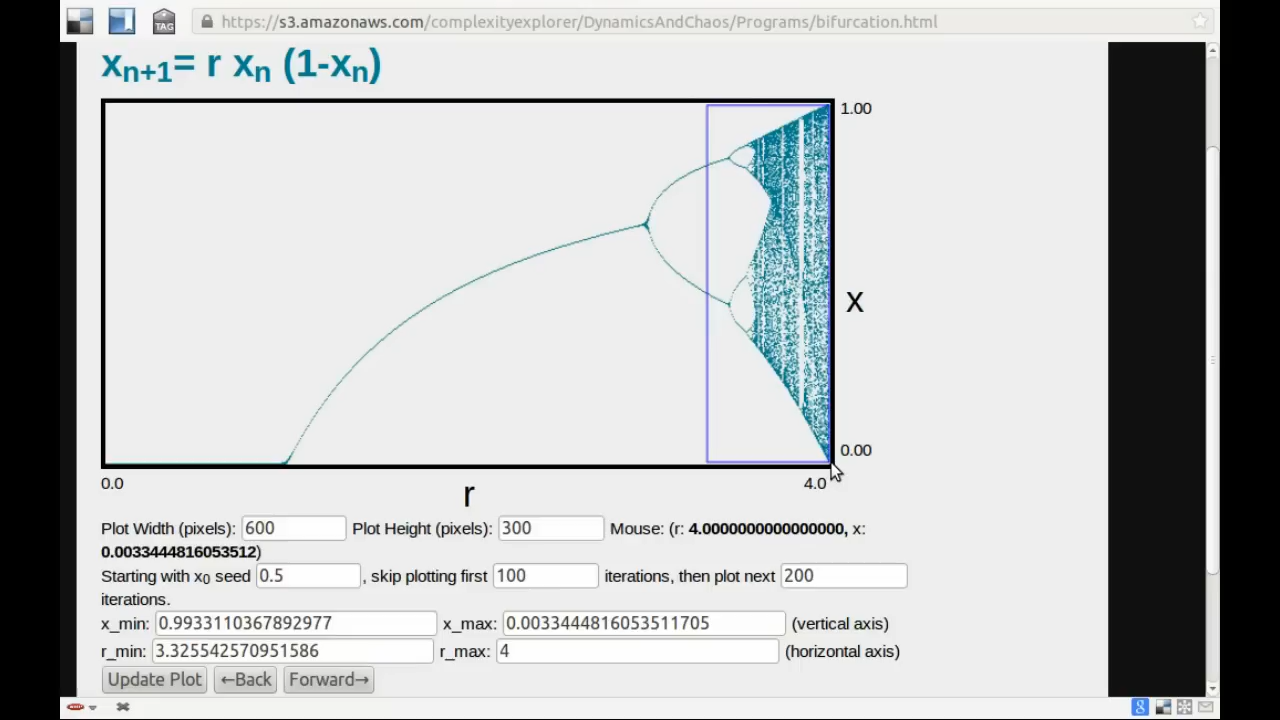 TAG https://s3.amazonaws.com/complexityexplorer/DynamicsAndChaos/Programs/bifurcation.html
xn+1= r xn (1-xn)
1.00
x
0.00
0.0 4.0
r
Plot Width (pixels): 600 Plot Height (pixels): 300 Mouse: (r: 4.0000000000000000, x:
0.0033444816053512)
Starting with x0 seed 0.5 , skip plotting first 100 iterations, then plot next 200
iterations.
x_min: 0.9933110367892977 x_max: 0.0033444816053511705 (vertical axis)
r_min: 3.325542570951586 r_max: 4 (horizontal axis)
Update Plot ←Back Forward→